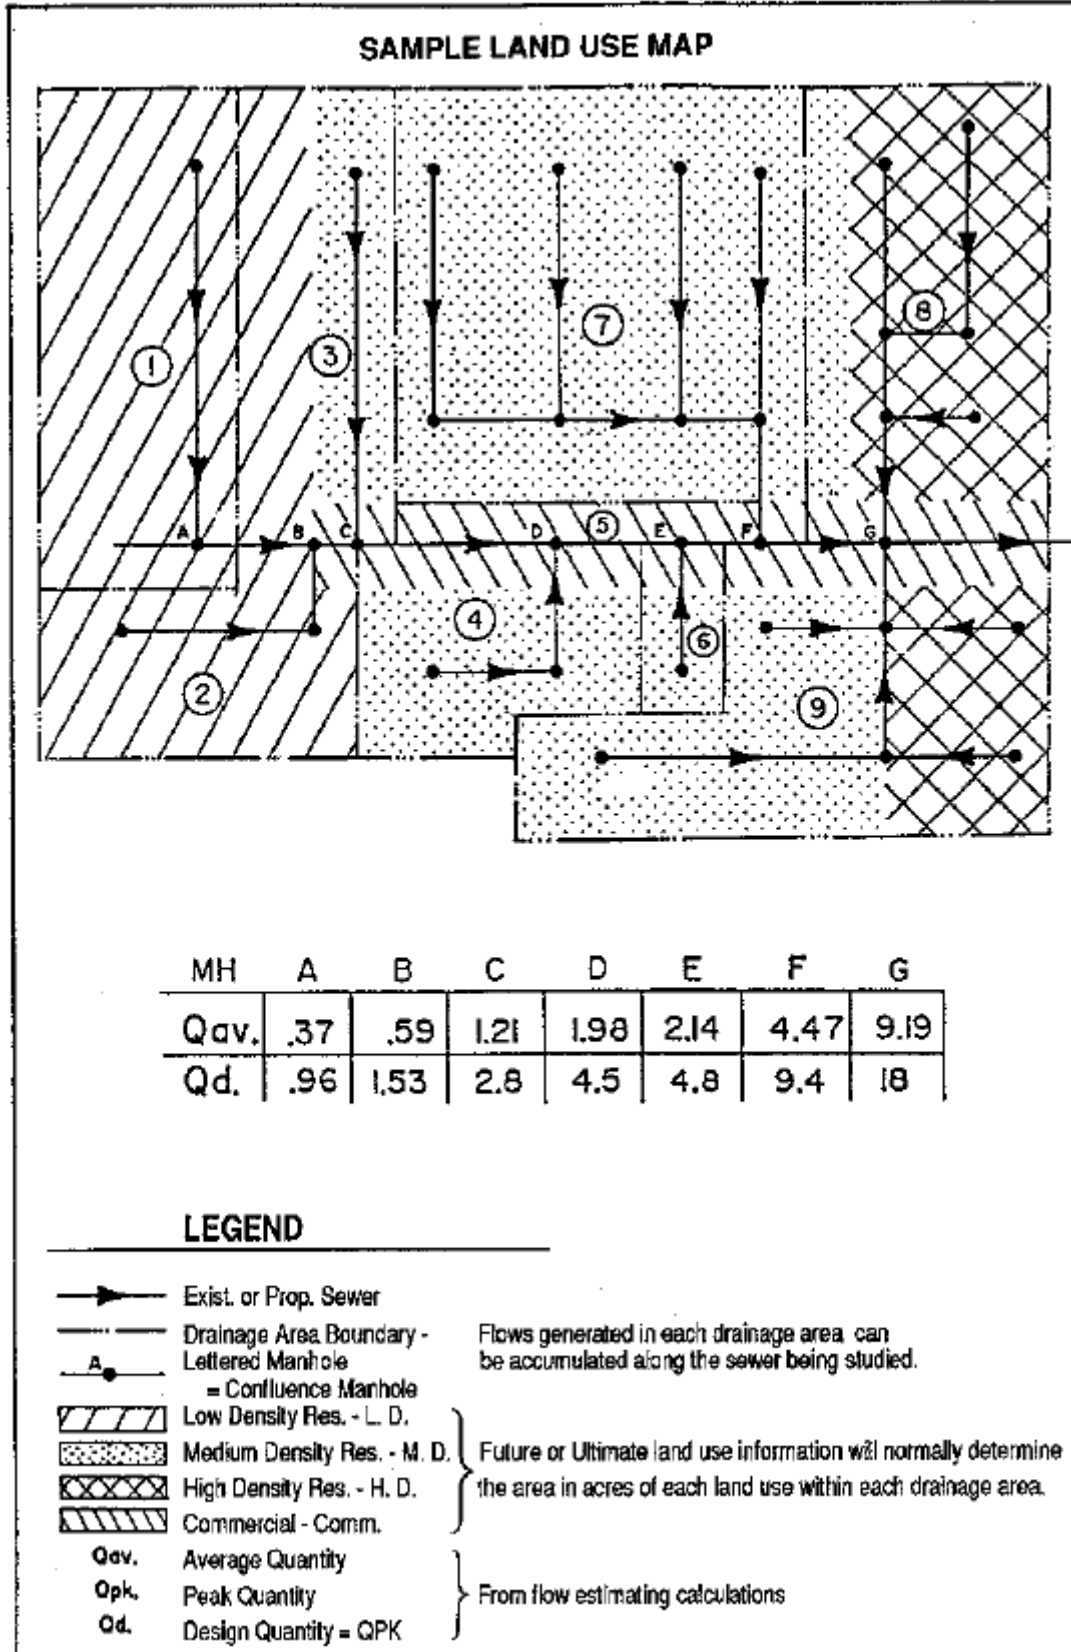 SAMPLE LAND USE MAP
1
3
7
8
A
B
C
D
5
E
F
G
4
6
2
9
MH A B C D E F G
Qav. .37 .59 1.21 1.98 2.14 4.47 9.19
Qd. .96 1.53 2.8 4.5 4.8 9.4 18
LEGEND
Exist. or Prop. Sewer
Drainage Area Boundary - Flows generated in each drainage area can
A Lettered Manhole be accumulated along the sewer being studied.
= Confluence Manhole
Low Density Res. - L. D.
Medium Density Res. - M. D. Future or Ultimate land use information will normally determine
High Density Res. - H. D. the area in acres of each land use within each drainage area.
Commercial - Comm.
Qav. Average Quantity
Qpk. Peak Quantity From flow estimating calculations
Qd. Design Quantity = QPK